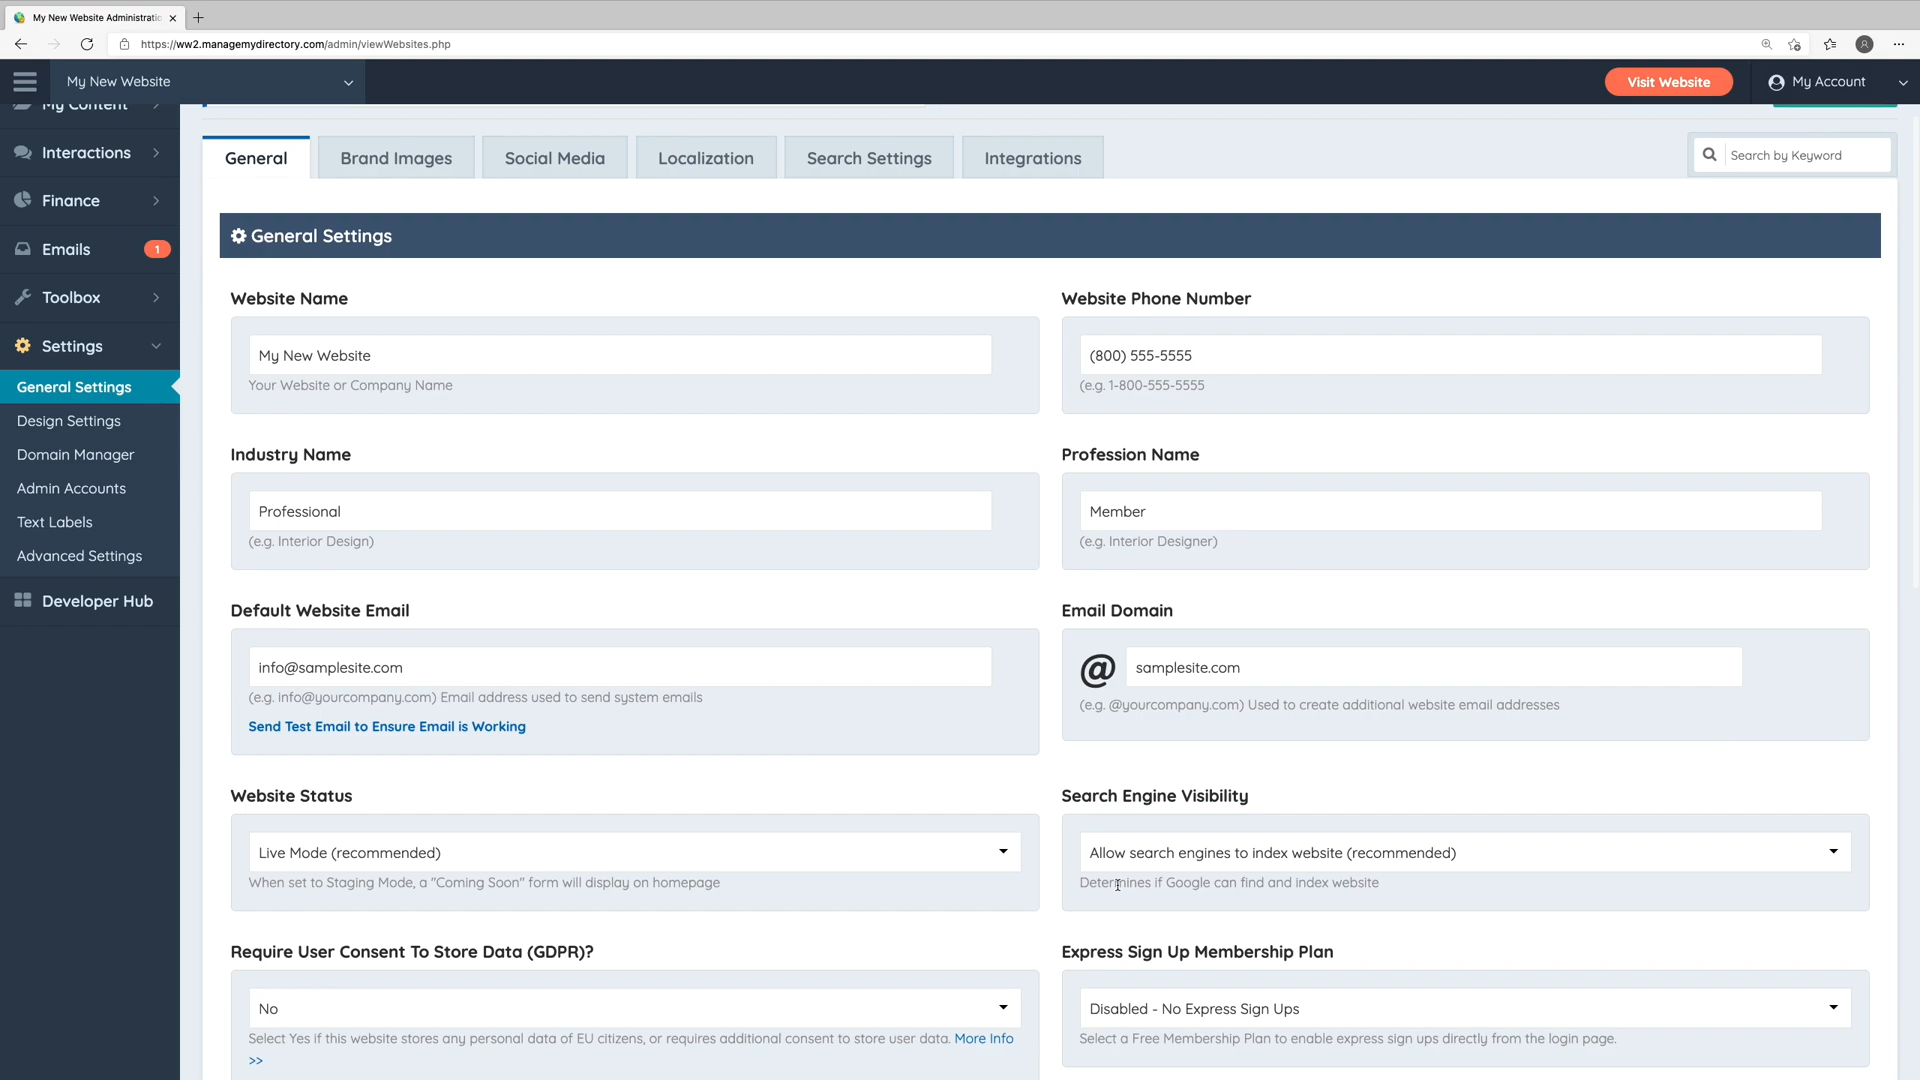 My New Website Administratio
https://ww2.managemydirectory.com/admin/viewWebsites.php
My New Website
Visit Website
My Account
My Content
Interactions
Finance
Emails
1
Toolbox
Settings
General Settings
Design Settings
Domain Manager
Admin Accounts
Text Labels
Advanced Settings
Developer Hub
General
Brand Images
Social Media
Localization
Search Settings
Integrations
Search by Keyword
General Settings
Website Name
My New Website
Your Website or Company Name
Website Phone Number
(800) 555-5555
(e.g. 1-800-555-5555
Industry Name
Professional
(e.g. Interior Design)
Profession Name
Member
(e.g. Interior Designer)
Default Website Email
info@samplesite.com
(e.g. info@yourcompany.com) Email address used to send system emails
Send Test Email to Ensure Email is Working
Email Domain
@ samplesite.com
(e.g. @yourcompany.com) Used to create additional website email addresses
Website Status
Live Mode (recommended)
When set to Staging Mode, a "Coming Soon" form will display on homepage
Search Engine Visibility
Allow search engines to index website (recommended)
Determines if Google can find and index website
Require User Consent To Store Data (GDPR)?
No
Select Yes if this website stores any personal data of EU citizens, or requires additional consent to store user data. More Info
>>
Express Sign Up Membership Plan
Disabled - No Express Sign Ups
Select a Free Membership Plan to enable express sign ups directly from the login page.